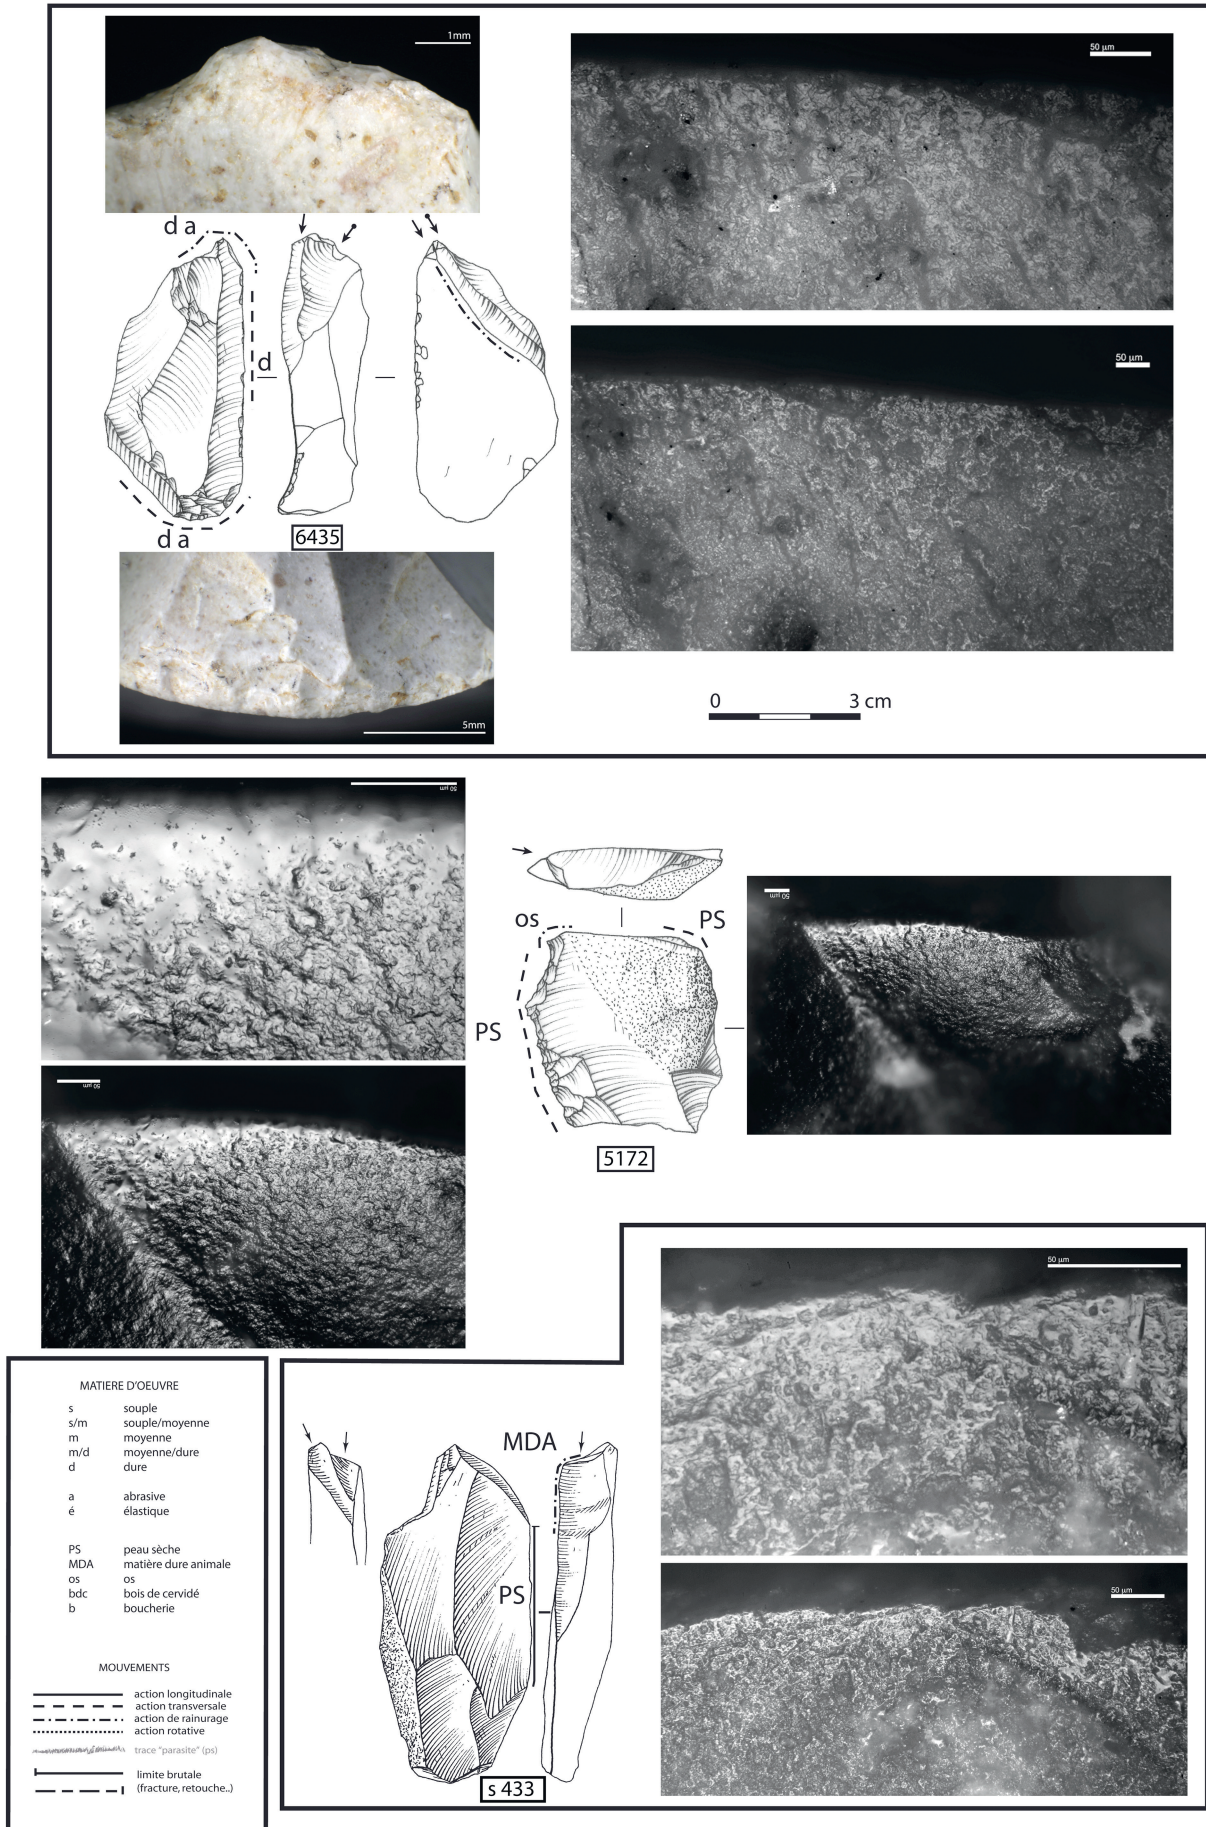 1mm
50 µm
d a
d
50 µm
d a
6435
5mm
0 3 cm
50 µm
os PS
50 µm
PS
50 µm
5172
50 µm
MATIERE D'OEUVRE
s souple
s/m souple/moyenne
m moyenne
m/d moyenne/dure
d dure
a abrasive
é élastique
PS peau sèche
MDA matière dure animale
os os
bdc bois de cervidé
b boucherie
MOUVEMENTS
action longitudinale
action transversale
action de rainurage
action rotative
trace "parasite" (ps)
limite brutale
(fracture, retouche..)
MDA
PS
50 µm
s 433